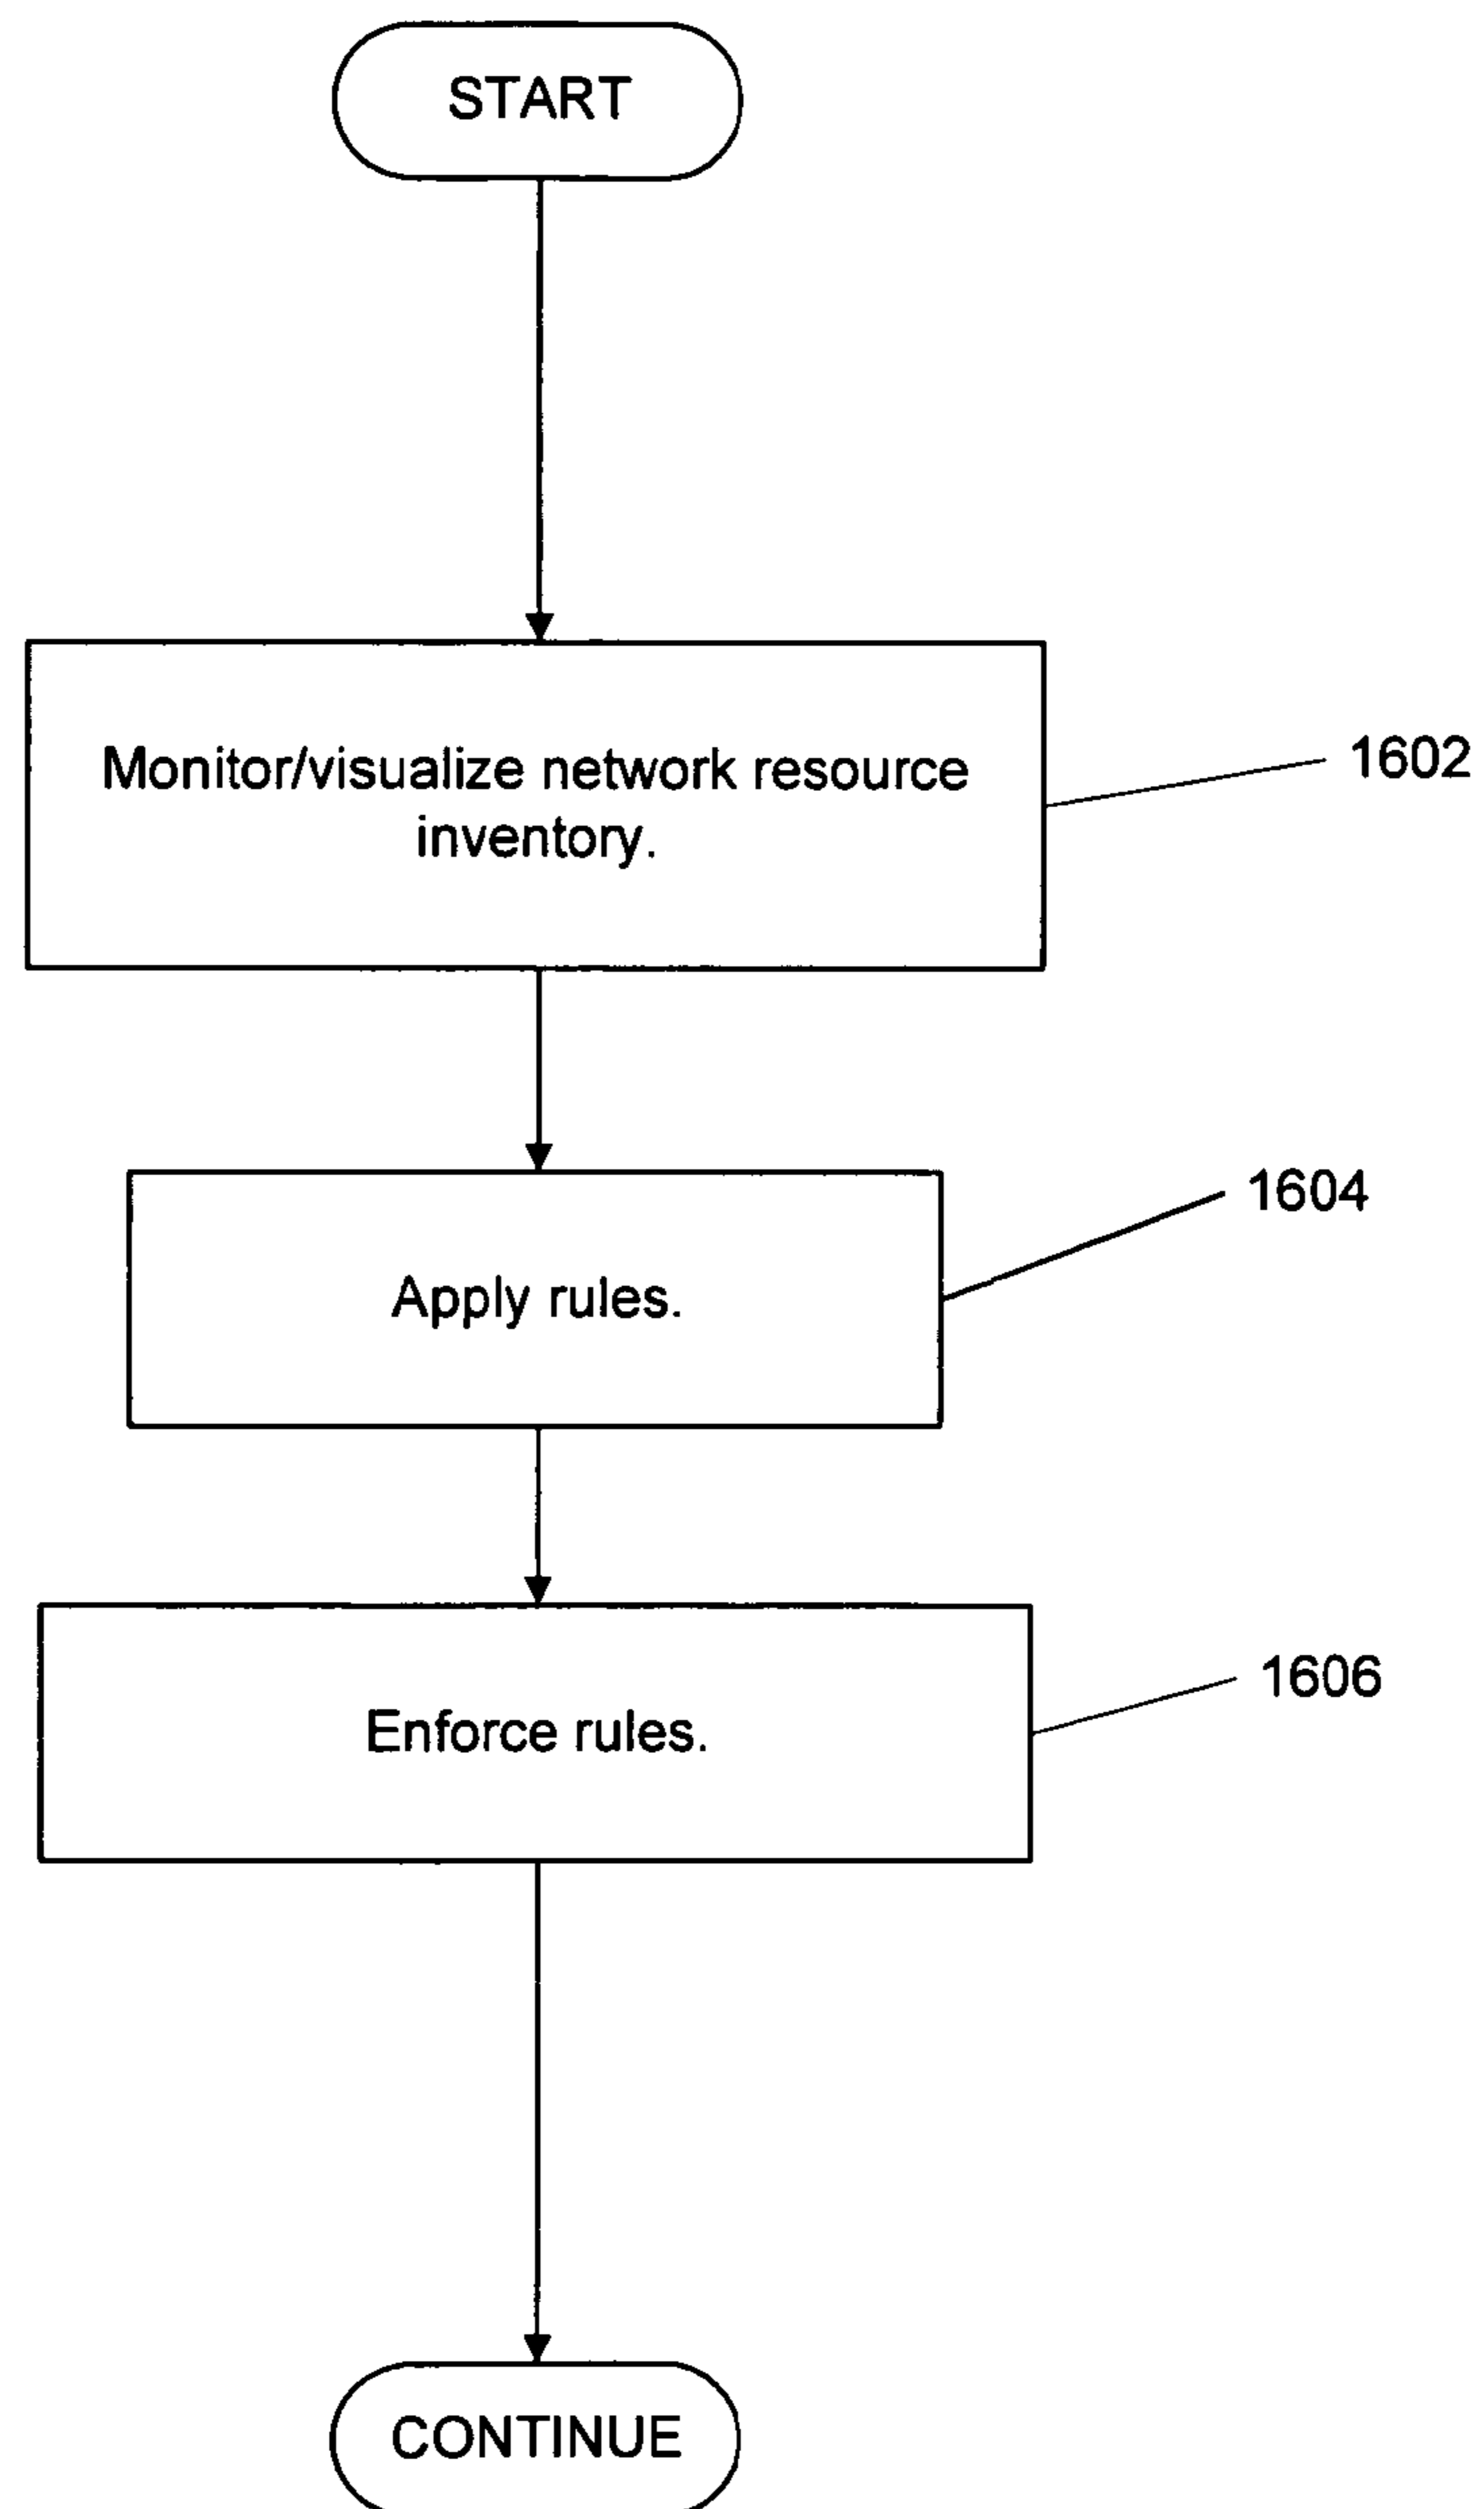 START
Monitor/visualize network resource
inventory.
1602
Apply rules.
1604
Enforce rules.
1606
CONTINUE